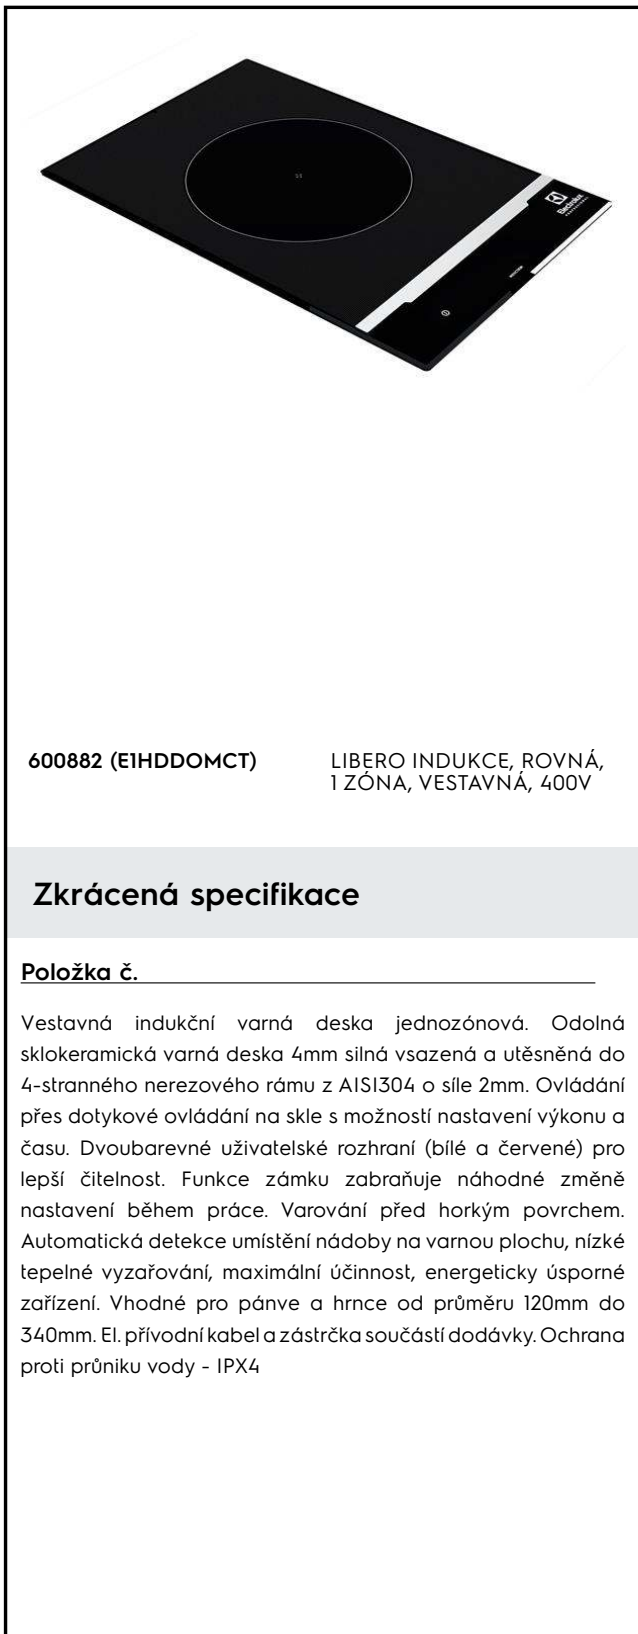 Electrolux
PROFESSIONAL
600882 (E1HDDOMCT)
LIBERO INDUKCE, ROVNÁ,
1 ZÓNA, VESTAVNÁ, 400V
Zkrácená specifikace
Položka č.
Vestavná indukční varná deska jednozónová. Odolná
sklokeramická varná deska 4mm silná vsazená a utěsněná do
4-stranného nerezového rámu z AISI304 o síle 2mm. Ovládání
přes dotykové ovládání na skle s možností nastavení výkonu a
času. Dvoubarevné uživatelské rozhraní (bílé a červené) pro
lepší čitelnost. Funkce zámku zabraňuje náhodné změně
nastavení během práce. Varování před horkým povrchem.
Automatická detekce umístění nádoby na varnou plochu, nízké
tepelné vyzařování, maximální účinnost, energeticky úsporné
zařízení. Vhodné pro pánve a hrnce od průměru 120mm do
340mm. El. přívodní kabel a zástrčka součástí dodávky. Ochrana
proti průniku vody - IPX4